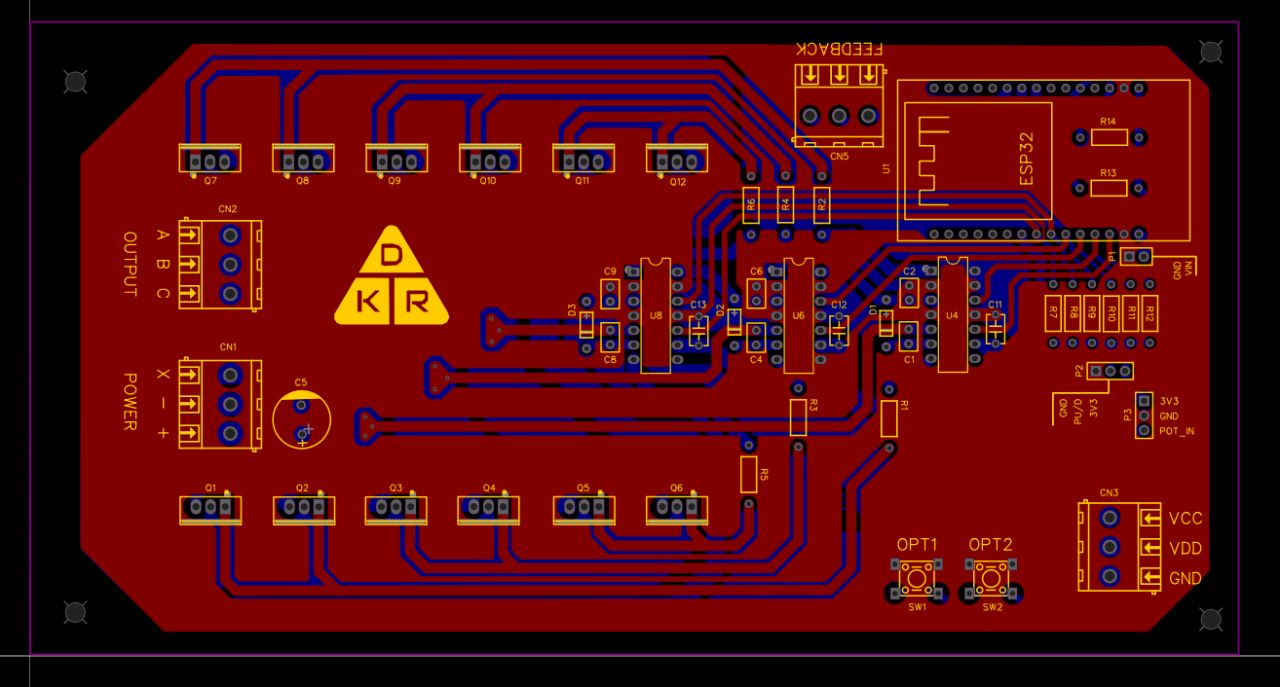 FEEDBACK
CN5
U1
ESP32
R14
R13
Q7 Q8 Q9 Q10 Q11 Q12
R6 R4 R2
CN2
OUTPUT
A
B
C
D
K R
P1
GND
VIN
C9 C6 C2
D3 U8 C13 D2 U6 C12 D1 U4 C11
C8 C4 C1
R7 R8 R9 R10 R11 R12
CN1
POWER
X
-
+
C5
+
P2
GND
PU/D
3V3
P3
3V3
GND
POT_IN
R3 R1
R5
Q1 Q2 Q3 Q4 Q5 Q6
CN3
VCC
VDD
GND
OPT1 OPT2
SW1 SW2